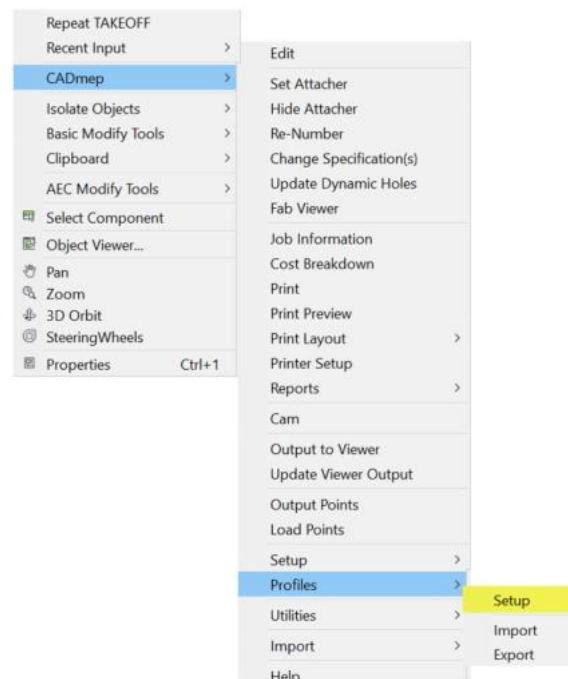 Repeat TAKEOFF
Recent Input
CADmep
Isolate Objects
Basic Modify Tools
Clipboard
AEC Modify Tools
Select Component
Object Viewer...
Pan
Zoom
3D Orbit
SteeringWheels
Properties Ctrl+1
Edit
Set Attacher
Hide Attacher
Re-Number
Change Specification(s)
Update Dynamic Holes
Fab Viewer
Job Information
Cost Breakdown
Print
Print Preview
Print Layout
Printer Setup
Reports
Cam
Output to Viewer
Update Viewer Output
Output Points
Load Points
Setup
Profiles
Utilities
Import
Help
Setup
Import
Export